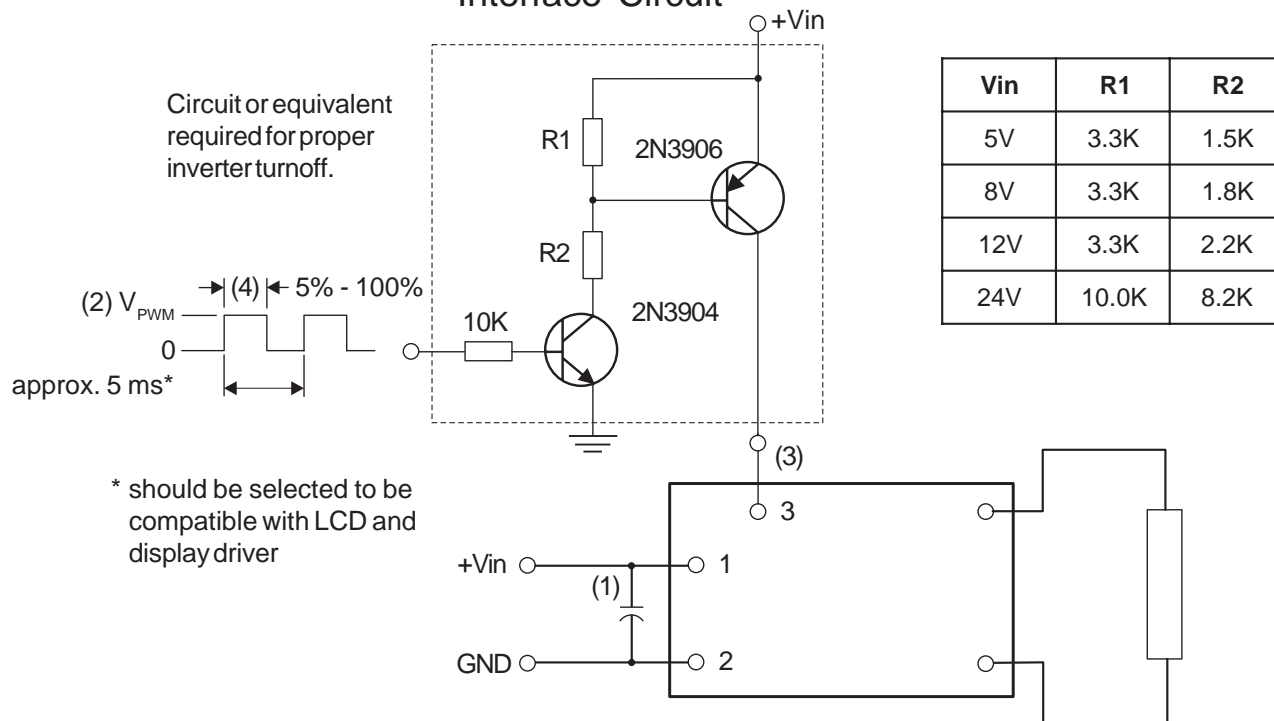 Interface Circuit
+Vin
Circuit or equivalent
required for proper
inverter turnoff.
R1
2N3906
R2
(4) 5% - 100%
(2) VPWM
0
10K
2N3904
approx. 5 ms*
Vin R1 R2
5V 3.3K 1.5K
8V 3.3K 1.8K
12V 3.3K 2.2K
24V 10.0K 8.2K
* should be selected to be
compatible with LCD and
display driver
(3)
3
+Vin
1
(1)
GND
2